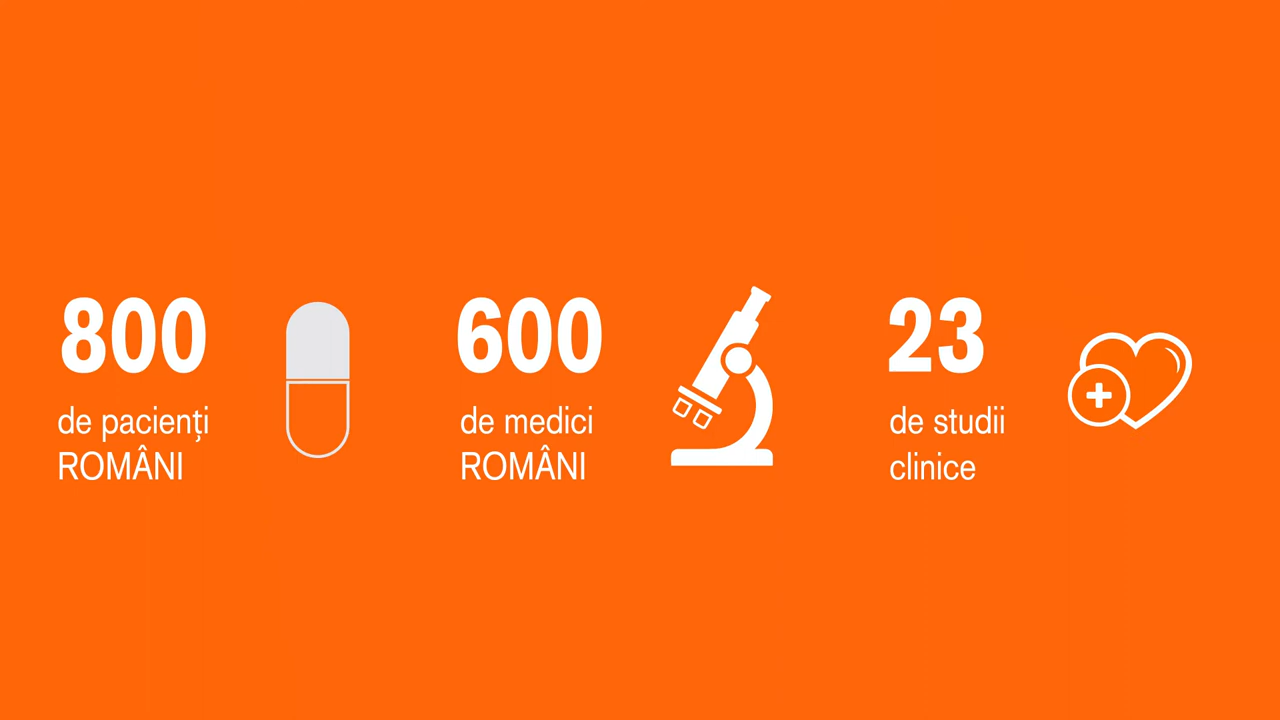 800
de pacienți
ROMÂNI
600
de medici
ROMÂNI
23
de studii
clinice